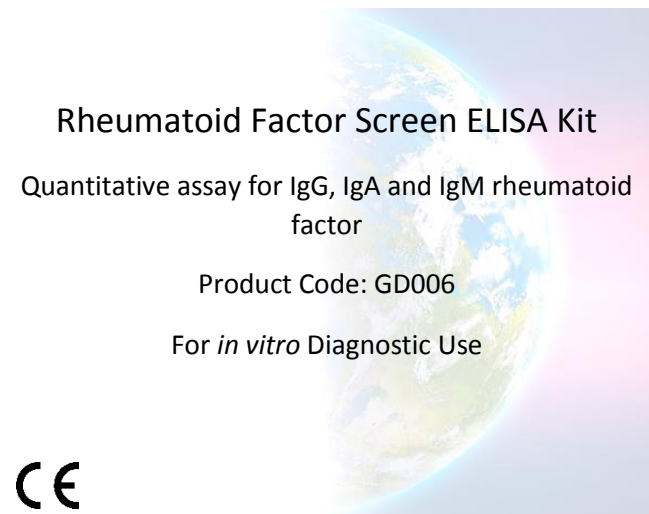 Rheumatoid Factor Screen ELISA Kit
Quantitative assay for IgG, IgA and IgM rheumatoid
factor
Product Code: GD006
For in vitro Diagnostic Use
CE